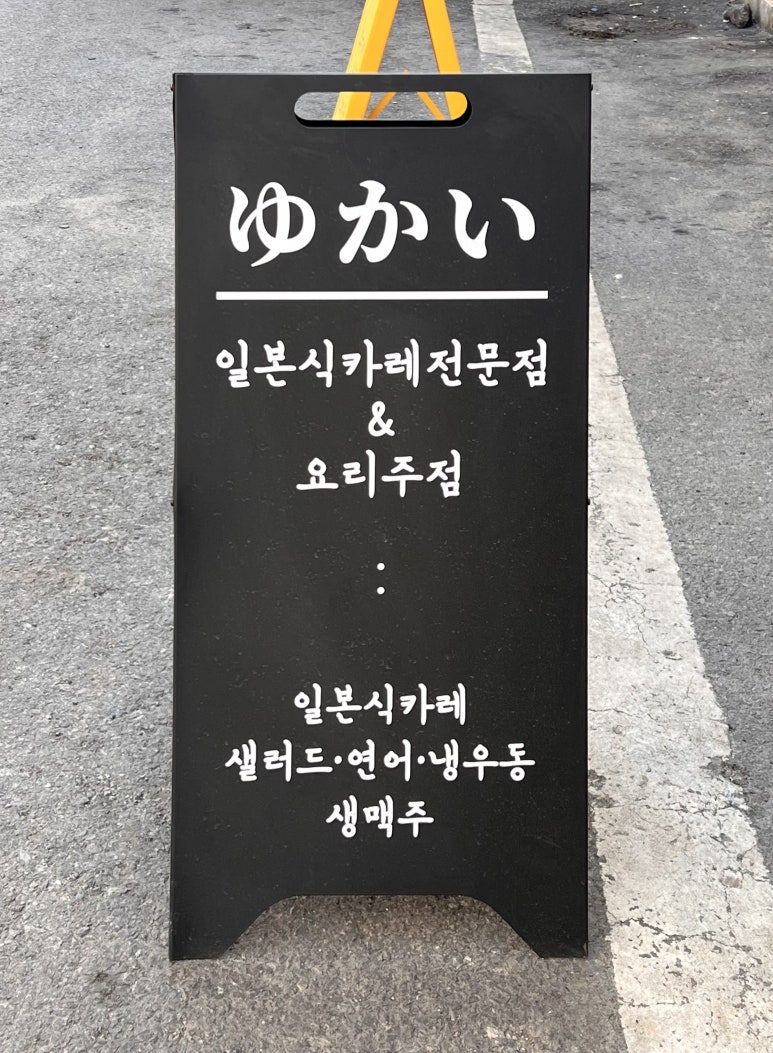 ゆかい
일본식카레전문점
&
요리주점
:
일본식카레
샐러드·연어·냉우동
생맥주